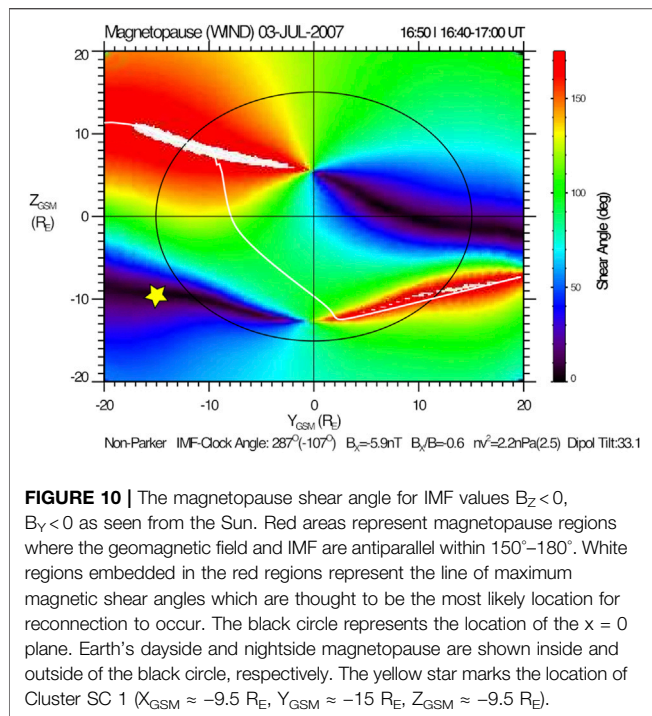 Magnetopause (WIND) 03-JUL-2007 16:50 | 16:40-17:00 UT
20
10
0
-10
-20
Z_GSM
(R_E)
-20 -10 0 10 20
Y_GSM (R_E)
150
100
50
0
Shear Angle (deg)
Non-Parker IMF-Clock Angle: 287⁰(-107⁰) B_X=-5.9nT B_X/B=-0.6 nv²=2.2nPa(2.5) Dipol Tilt:33.1
FIGURE 10 | The magnetopause shear angle for IMF values B_Z < 0,
B_Y < 0 as seen from the Sun. Red areas represent magnetopause regions
where the geomagnetic field and IMF are antiparallel within 150°–180°. White
regions embedded in the red regions represent the line of maximum
magnetic shear angles which are thought to be the most likely location for
reconnection to occur. The black circle represents the location of the x = 0
plane. Earth's dayside and nightside magnetopause are shown inside and
outside of the black circle, respectively. The yellow star marks the location of
Cluster SC 1 (X_GSM ≈ −9.5 R_E, Y_GSM ≈ −15 R_E, Z_GSM ≈ −9.5 R_E).